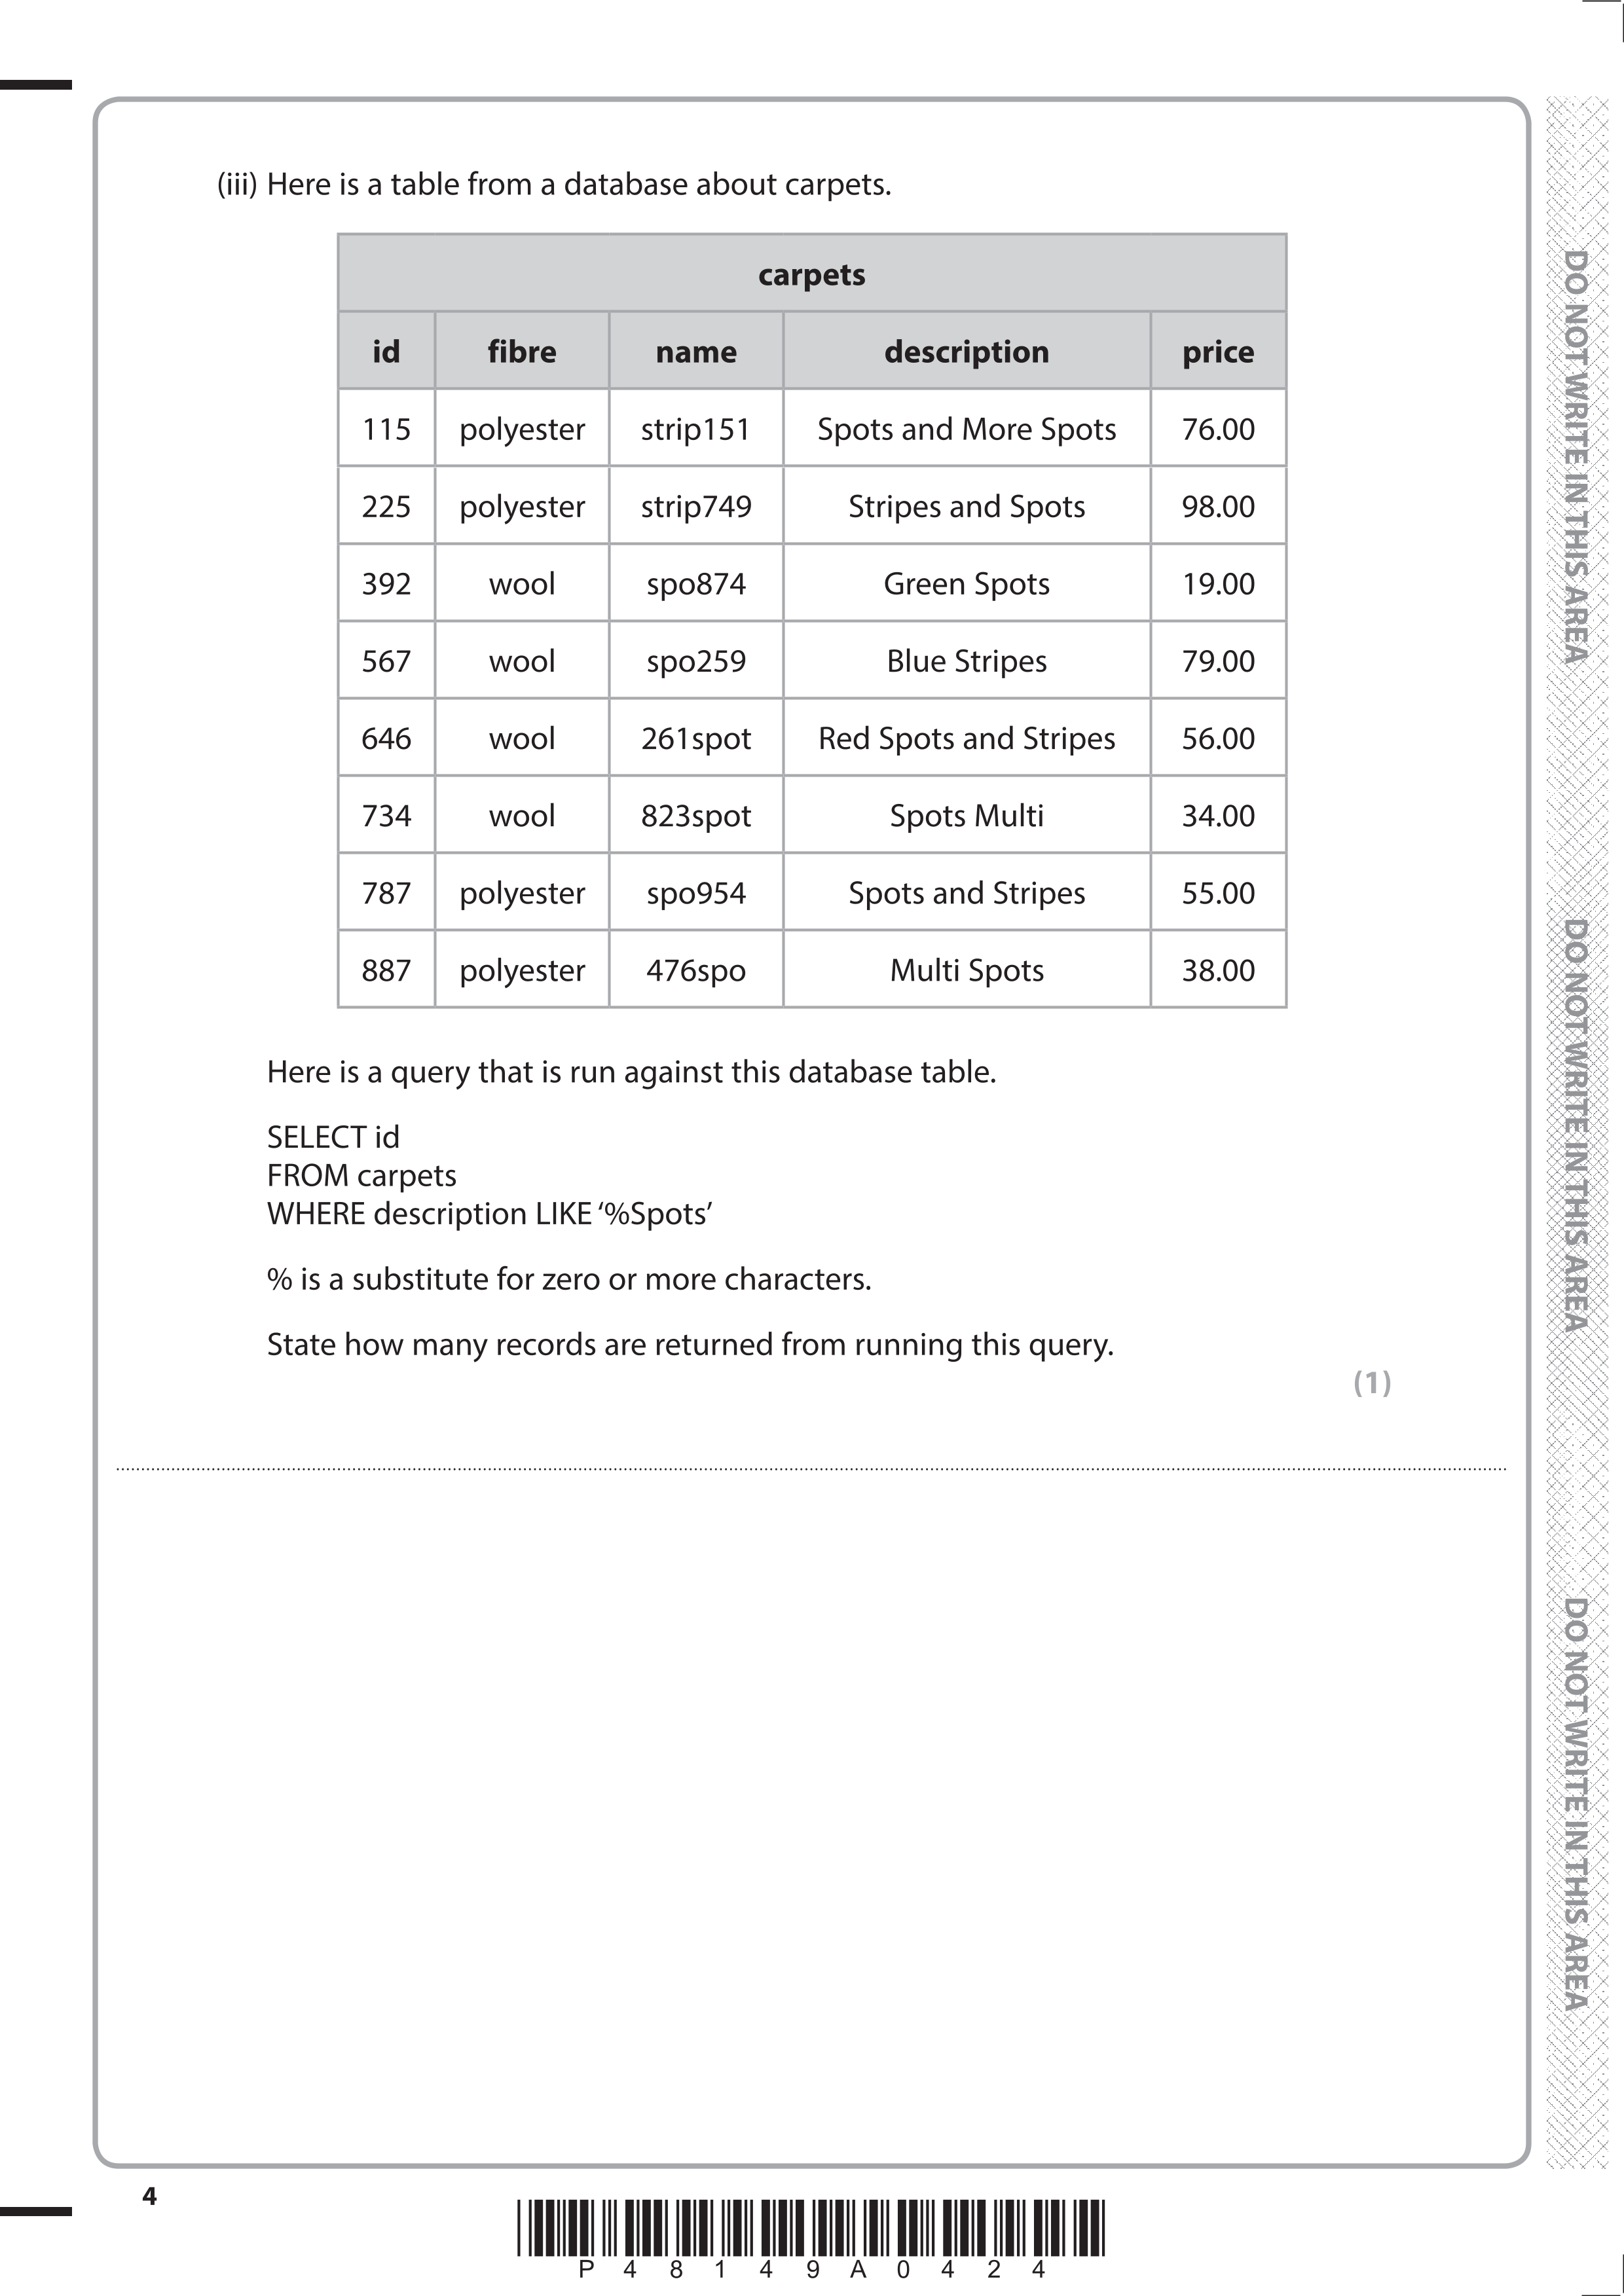 (iii) Here is a table from a database about carpets.
carpets
id fibre name description price
115 polyester strip151 Spots and More Spots 76.00
225 polyester strip749 Stripes and Spots 98.00
392 wool spo874 Green Spots 19.00
567 wool spo259 Blue Stripes 79.00
646 wool 261spot Red Spots and Stripes 56.00
734 wool 823spot Spots Multi 34.00
787 polyester spo954 Spots and Stripes 55.00
887 polyester 476spo Multi Spots 38.00
Here is a query that is run against this database table.
SELECT id
FROM carpets
WHERE description LIKE ‘%Spots’
% is a substitute for zero or more characters.
State how many records are returned from running this query.
(1)
DO NOT WRITE IN THIS AREA
DO NOT WRITE IN THIS AREA
DO NOT WRITE IN THIS AREA
4
P 4 8 1 4 9 A 0 4 2 4